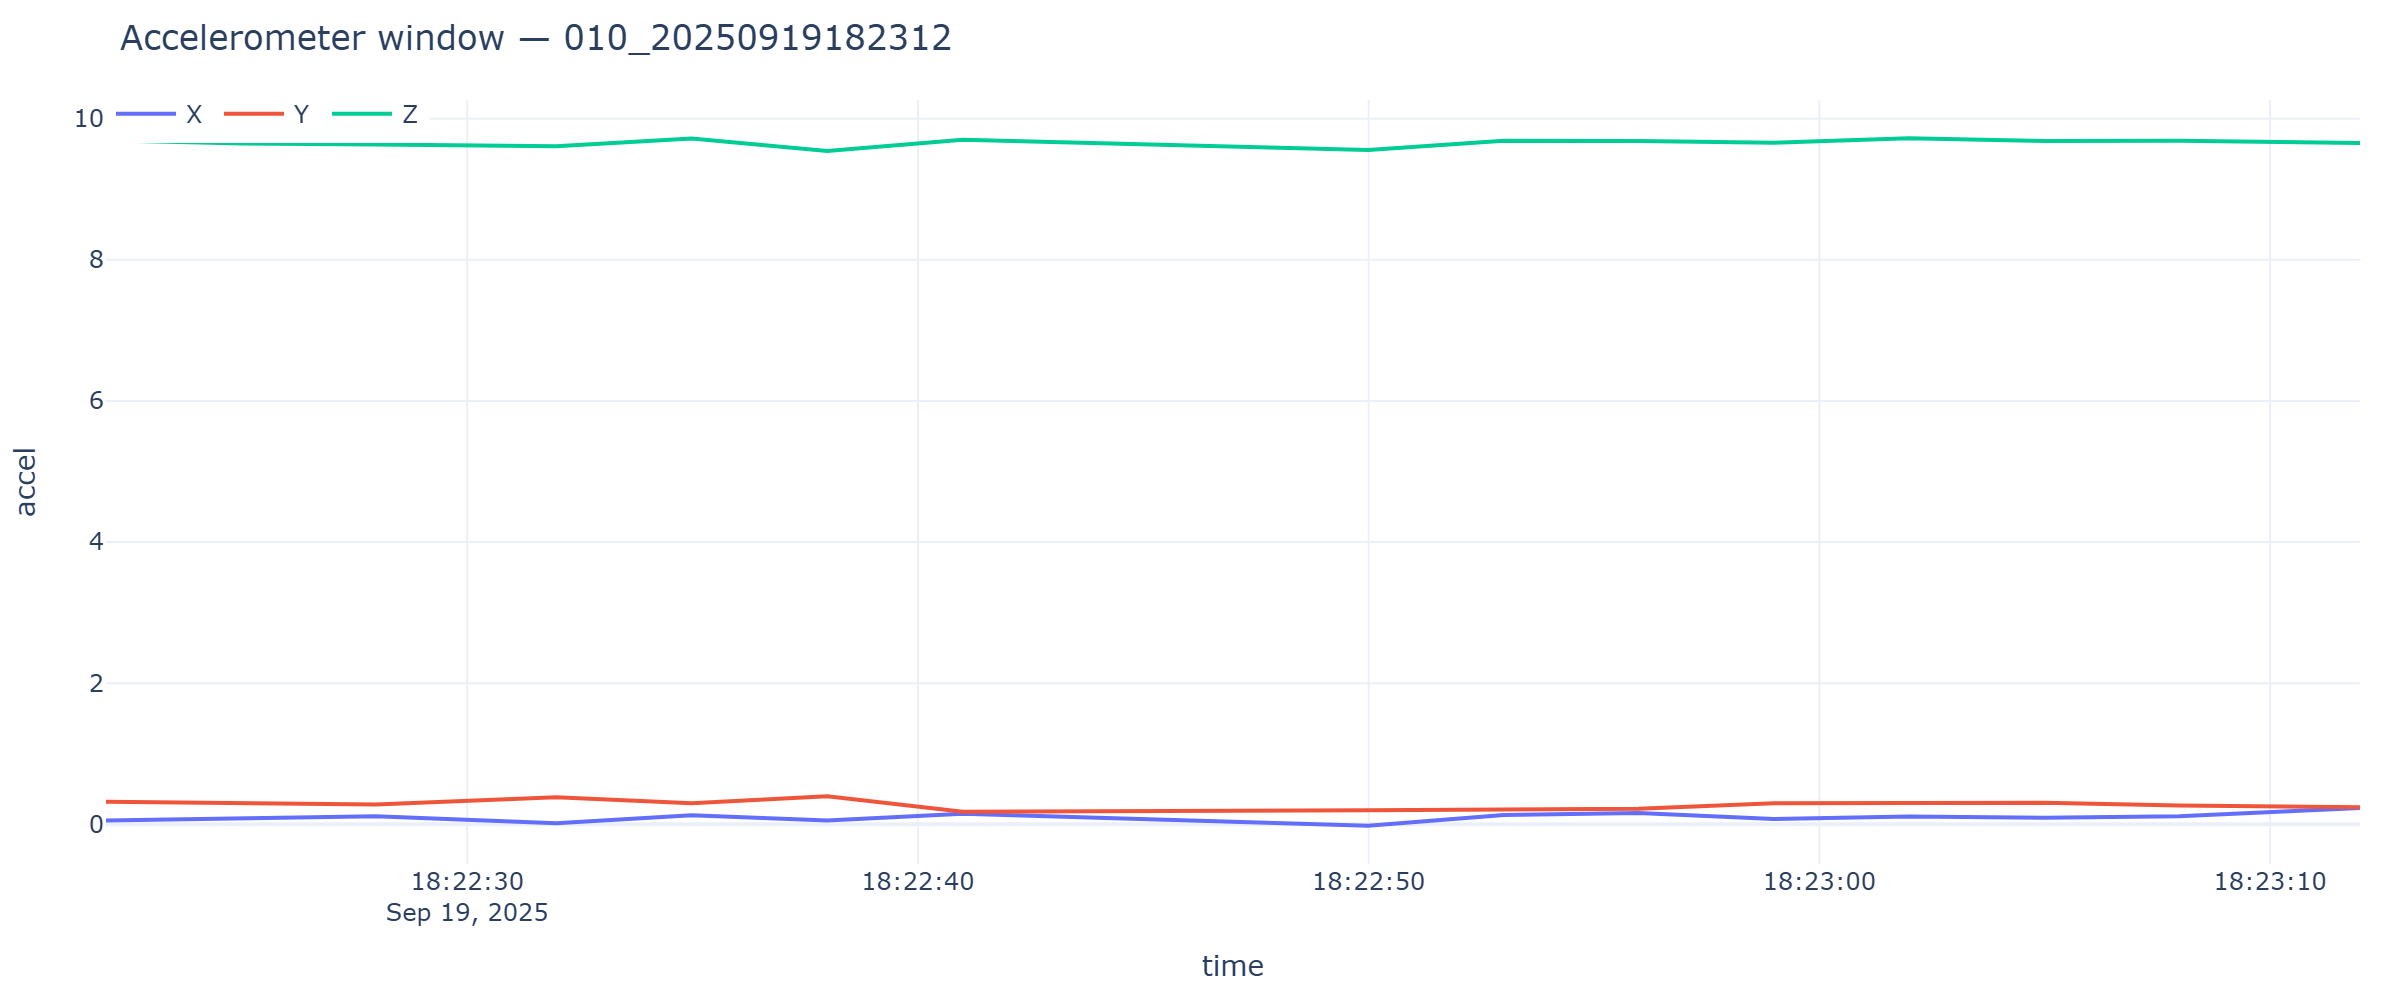 Accelerometer window — 010_20250919182312
X Y Z
10
8
6
4
2
0
accel
18:22:30 18:22:40 18:22:50 18:23:00 18:23:10
Sep 19, 2025
time